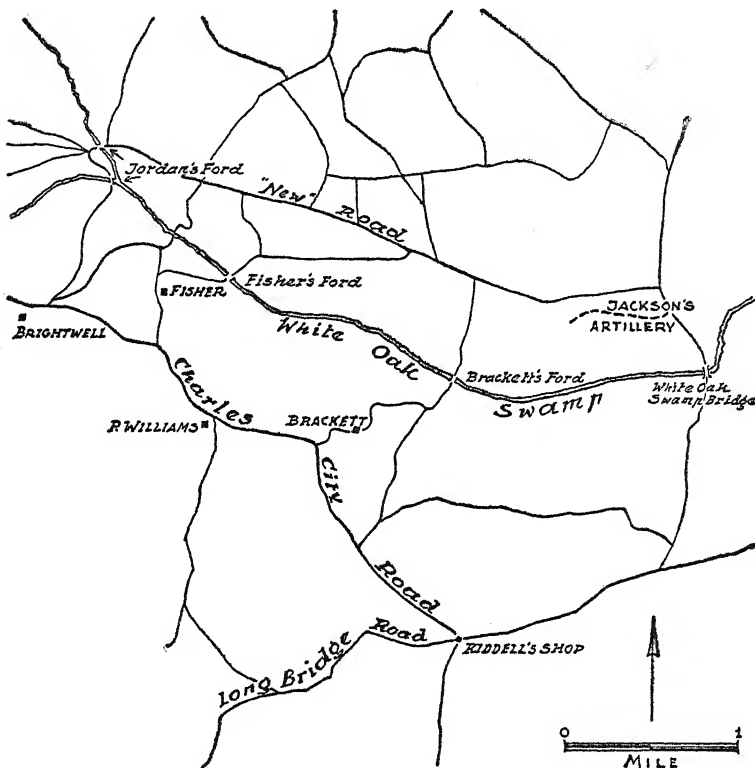 Jordan's Ford
"New" Road
Fisher's Ford
FISHER
JACKSON'S
ARTILLERY
BRIGHTWELL
White Oak Swamp
Brackett's Ford
White Oak
Swamp Bridge
Charles City Road
P. WILLIAMS
BRACKETT
Long Bridge Road
RIDDELL'S SHOP
0 1
MILE